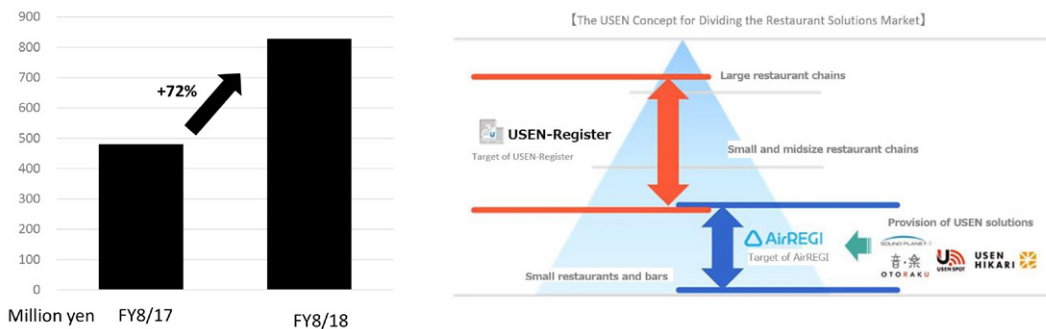 900
800
700
600
500
400
300
200
100
0
+72%
Million yen
FY8/17
FY8/18
【The USEN Concept for Dividing the Restaurant Solutions Market】
Large restaurant chains
USEN-Register
Target of USEN-Register
Small and midsize restaurant chains
Provision of USEN solutions
AirREGI
Target of AirREGI
SOUND PLANET
音・楽
OTORAKU
U
USEN SPOT
USEN
HIKARI
Small restaurants and bars